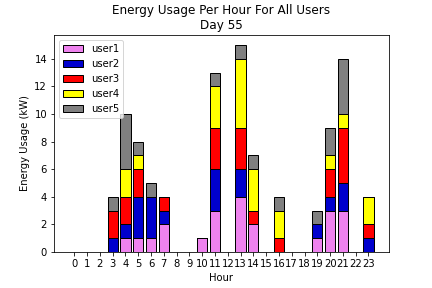 Energy Usage Per Hour For All Users
Day 55
user1
user2
user3
user4
user5
Energy Usage (kW)
14
12
10
8
6
4
2
0
0 1 2 3 4 5 6 7 8 9 10 11 12 13 14 15 16 17 18 19 20 21 22 23
Hour